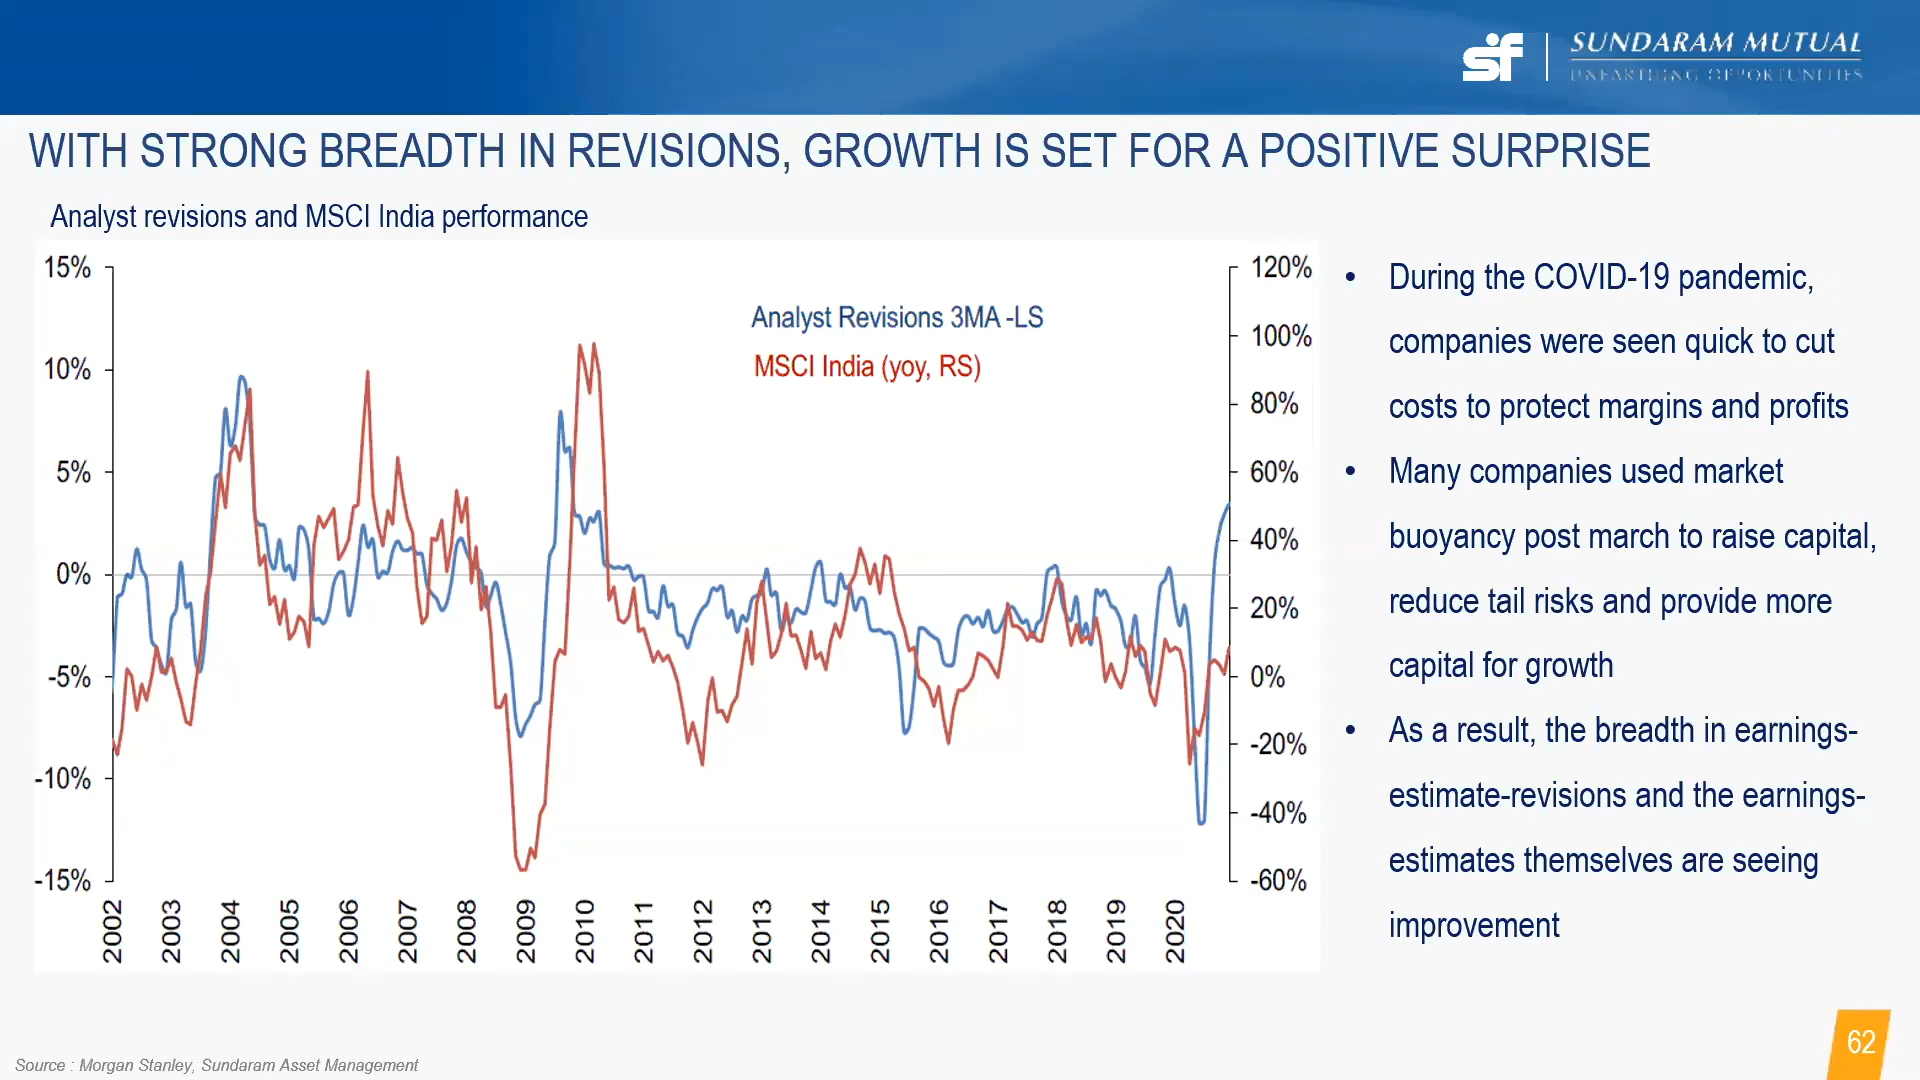 sf
SUNDARAM MUTUAL
UNEARTHING OPPORTUNITIES
WITH STRONG BREADTH IN REVISIONS, GROWTH IS SET FOR A POSITIVE SURPRISE
Analyst revisions and MSCI India performance
15%
10%
5%
0%
-5%
-10%
-15%
Analyst Revisions 3MA -LS
MSCI India (yoy, RS)
120%
100%
80%
60%
40%
20%
0%
-20%
-40%
-60%
2002
2003
2004
2005
2006
2007
2008
2009
2010
2011
2012
2013
2014
2015
2016
2017
2018
2019
2020
• During the COVID-19 pandemic,
companies were seen quick to cut
costs to protect margins and profits
• Many companies used market
buoyancy post march to raise capital,
reduce tail risks and provide more
capital for growth
• As a result, the breadth in earnings-
estimate-revisions and the earnings-
estimates themselves are seeing
improvement
Source : Morgan Stanley, Sundaram Asset Management
62